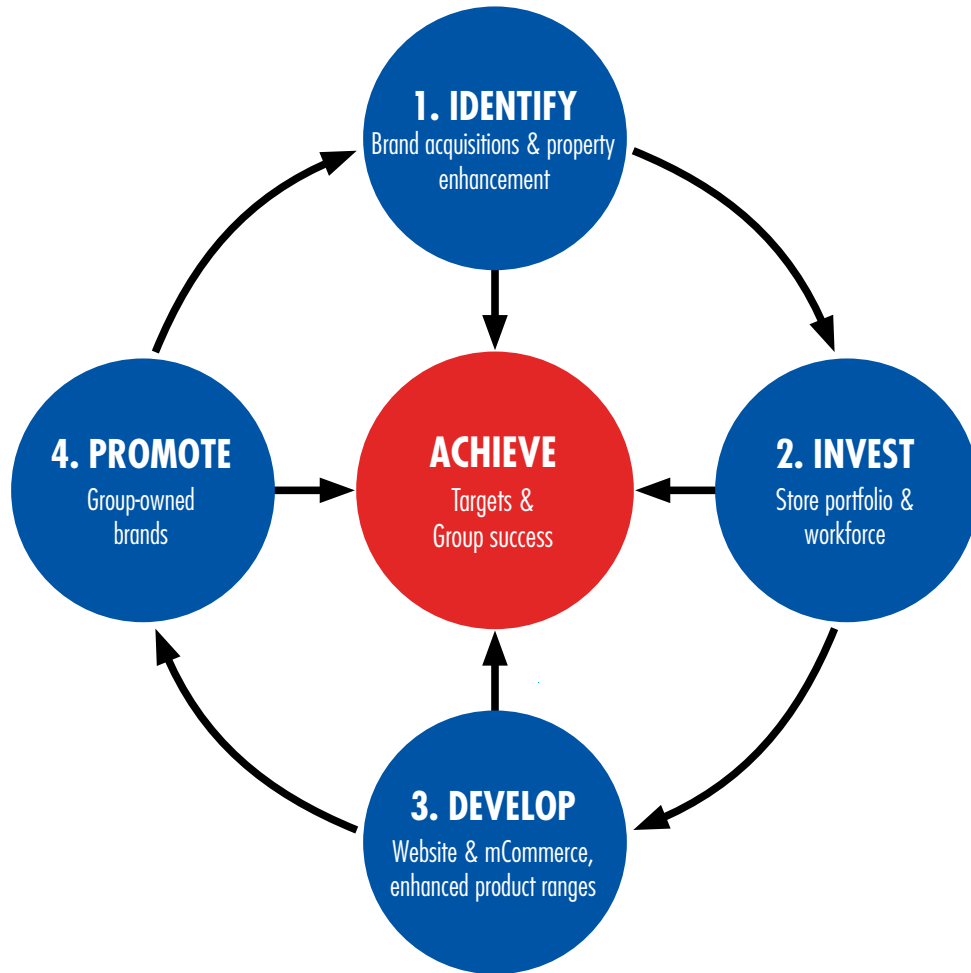 1. IDENTIFY
Brand acquisitions & property
enhancement
4. PROMOTE
Group-owned
brands
ACHIEVE
Targets &
Group success
2. INVEST
Store portfolio &
workforce
3. DEVELOP
Website & mCommerce,
enhanced product ranges